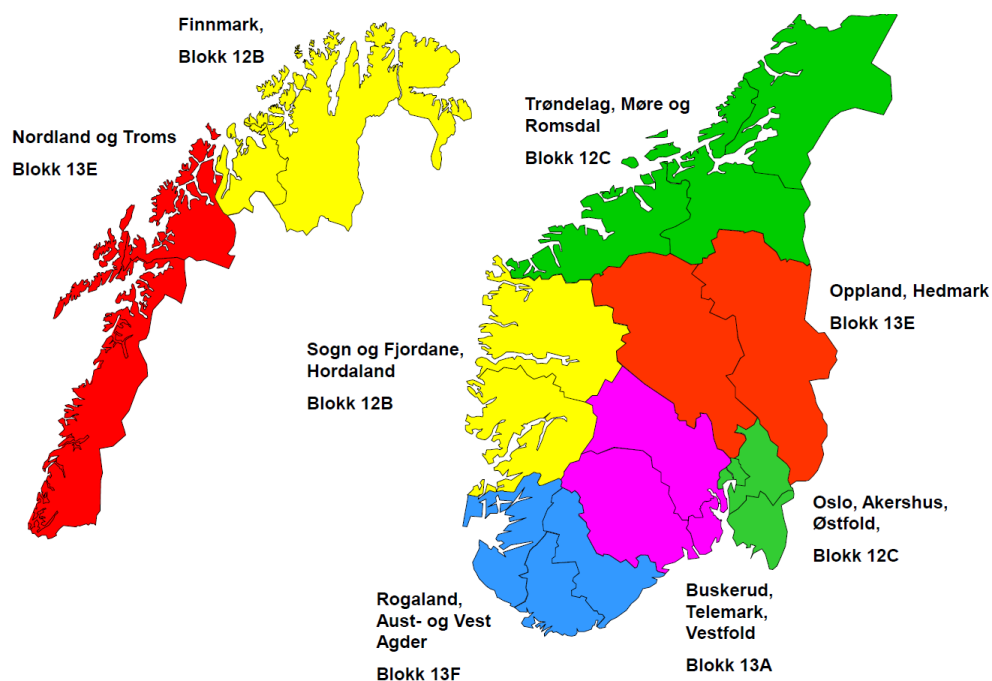 Finnmark,
Blokk 12B
Nordland og Troms
Blokk 13E
Trøndelag, Møre og
Romsdal
Blokk 12C
Oppland, Hedmark
Blokk 13E
Sogn og Fjordane,
Hordaland
Blokk 12B
Oslo, Akershus,
Østfold,
Blokk 12C
Rogaland,
Aust- og Vest
Agder
Blokk 13F
Buskerud,
Telemark,
Vestfold
Blokk 13A